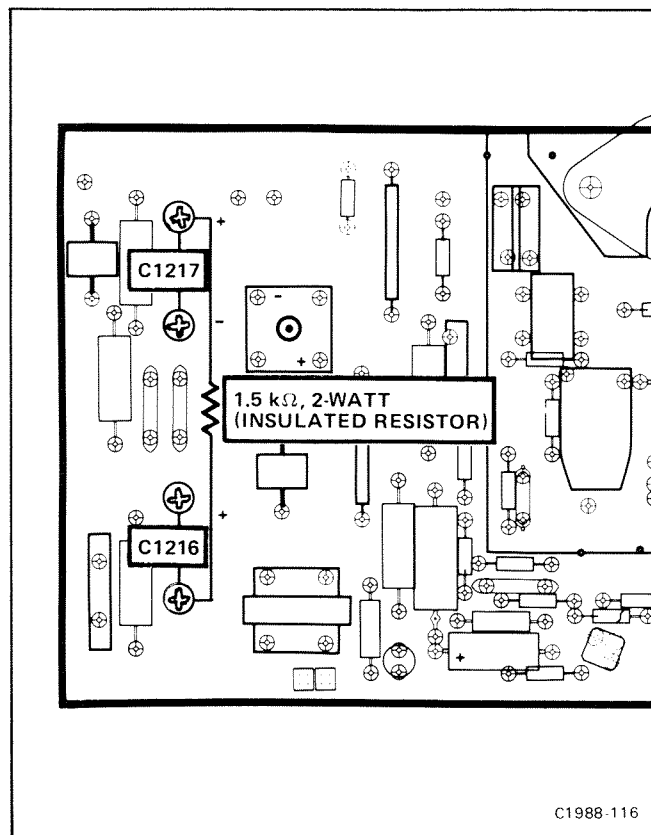 +
C1217
-
-
+
1.5 kΩ, 2-WATT
(INSULATED RESISTOR)
+
C1216
+
C1988-116